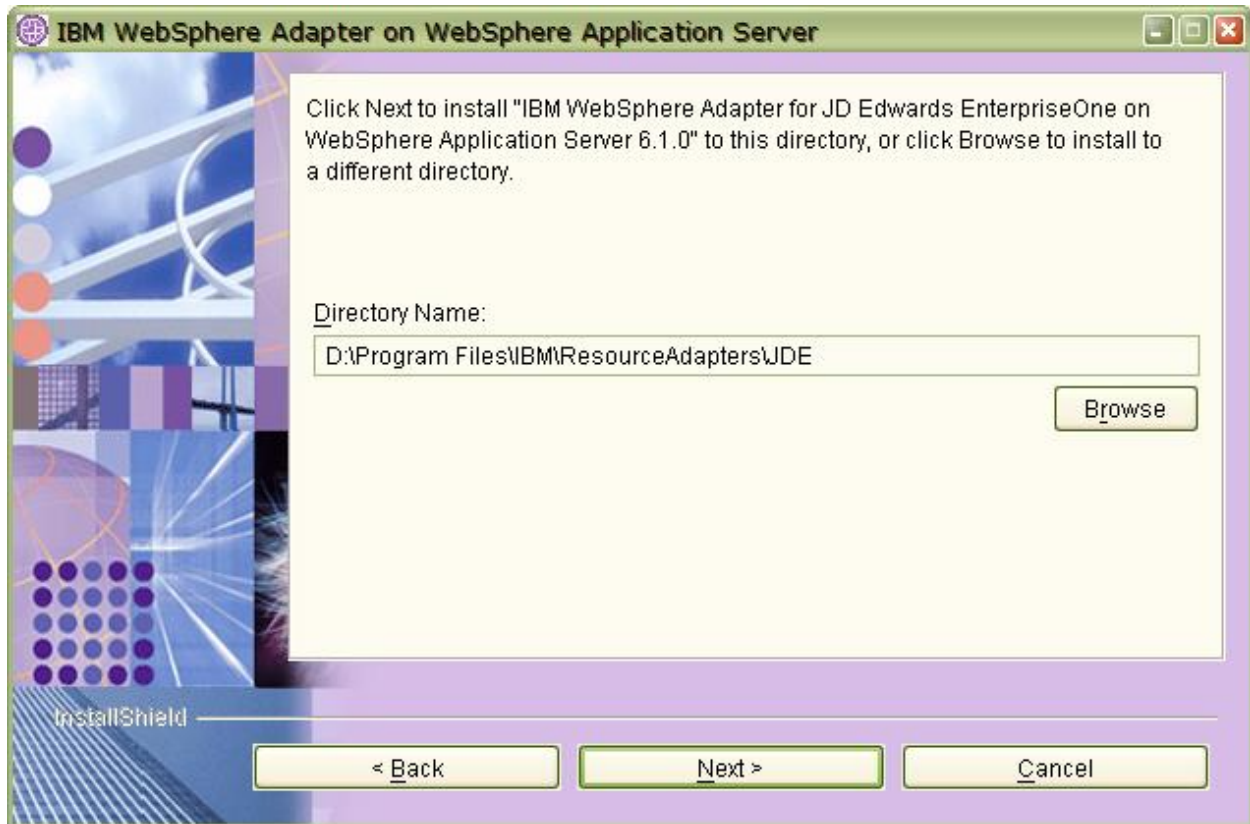 IBM WebSphere Adapter on WebSphere Application Server
Click Next to install "IBM WebSphere Adapter for JD Edwards EnterpriseOne on
WebSphere Application Server 6.1.0" to this directory, or click Browse to install to
a different directory.
Directory Name:
D:\Program Files\IBM\ResourceAdapters\JDE
Browse
InstallShield
< Back
Next >
Cancel